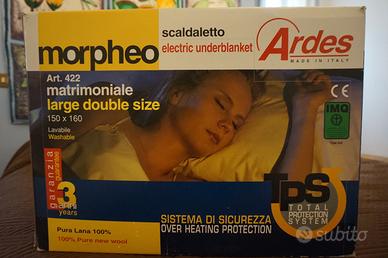 morpheo
scaldaletto
electric underblanket
Ardes
MADE IN ITALY
Art. 422
matrimoniale
large double size
150 x 160
Lavabile
Washable
CE
IMQ
garanzia
guarantee
3
years
TPS
TOTAL
PROTECTION
SYSTEM
SISTEMA DI SICUREZZA
OVER HEATING PROTECTION
Pura Lana 100%
100% Pure new wool
subito